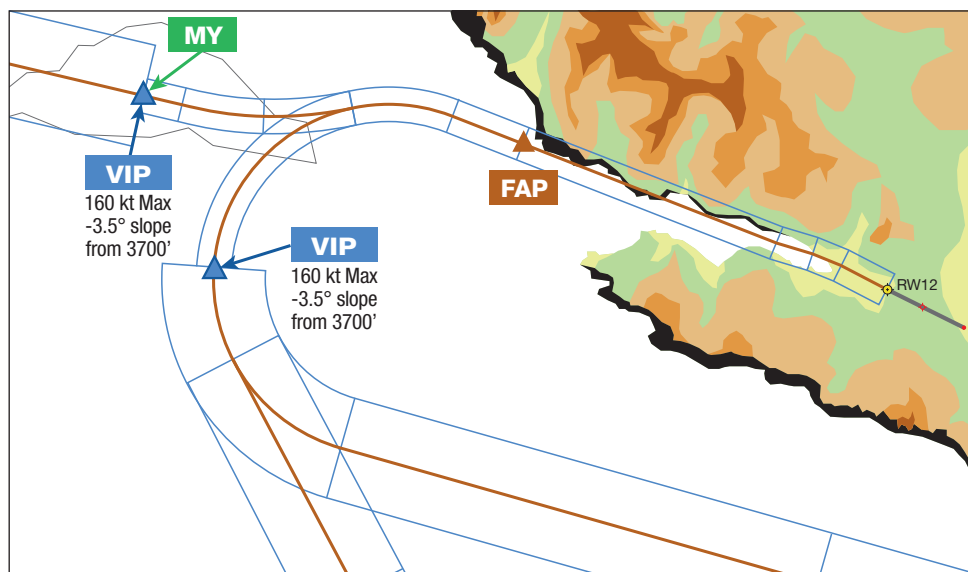 MY
VIP
160 kt Max
-3.5° slope
from 3700'
VIP
160 kt Max
-3.5° slope
from 3700'
FAP
RW12